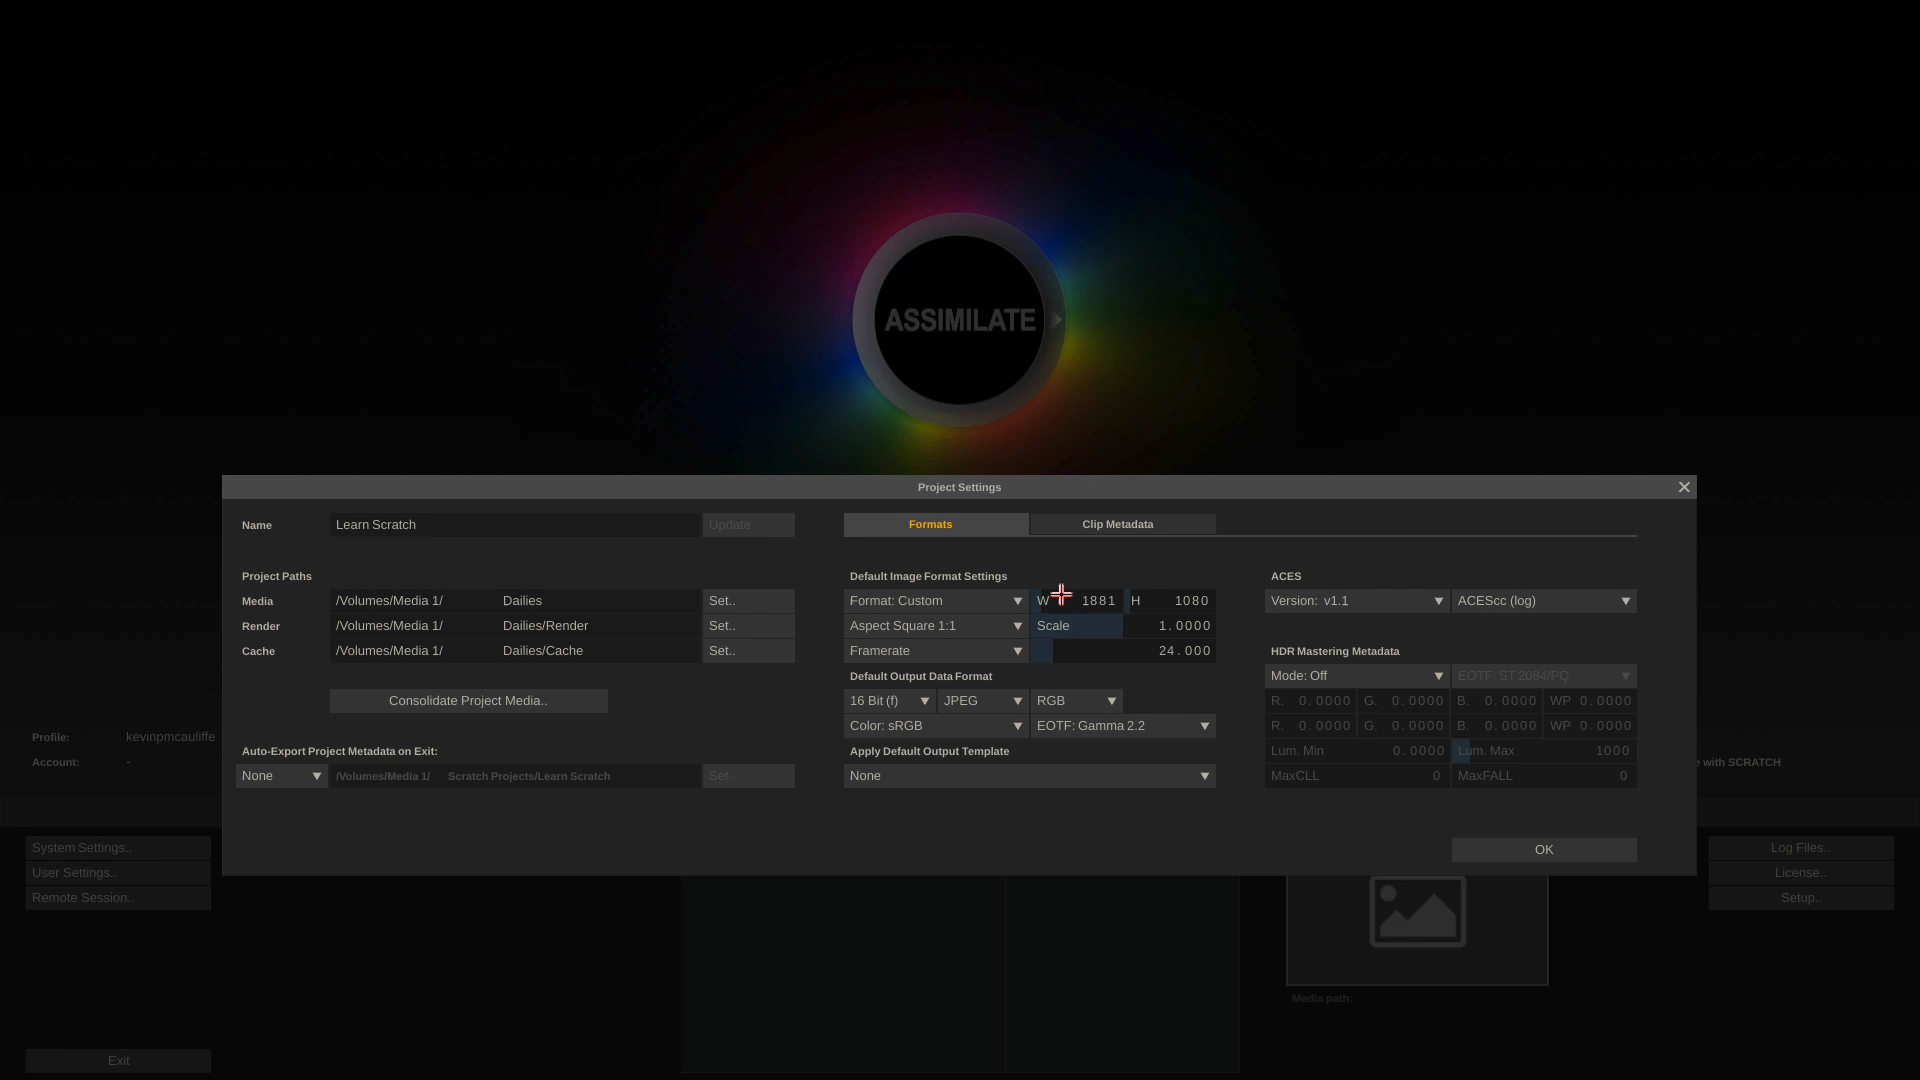 ASSIMILATE
Project Settings
Name
Learn Scratch
Update
Formats
Clip Metadata
Project Paths
Media
/Volumes/Media 1/
Dailies
Set..
Render
/Volumes/Media 1/
Dailies/Render
Set..
Cache
/Volumes/Media 1/
Dailies/Cache
Set..
Consolidate Project Media..
Auto-Export Project Metadata on Exit:
None
/Volumes/Media 1/
Scratch Projects/Learn Scratch
Set..
Default Image Format Settings
Format: Custom
W 1881
H 1080
Aspect Square 1:1
Scale 1.0000
Framerate
24.000
Default Output Data Format
16 Bit (f)
JPEG
RGB
Color: sRGB
EOTF: Gamma 2.2
Apply Default Output Template
None
ACES
Version: v1.1
ACEScc (log)
HDR Mastering Metadata
Mode: Off
EOTF: ST 2084/PQ
R. 0.0000 G. 0.0000 B. 0.0000 WP 0.0000
R. 0.0000 G. 0.0000 B. 0.0000 WP 0.0000
Lum. Min 0.0000
Lum. Max 1000
MaxCLL 0
MaxFALL 0
OK
Profile: kevinpmcauliffe
Account: -
with SCRATCH
System Settings..
User Settings..
Remote Session..
Exit
Log Files..
License..
Setup..
Media path: